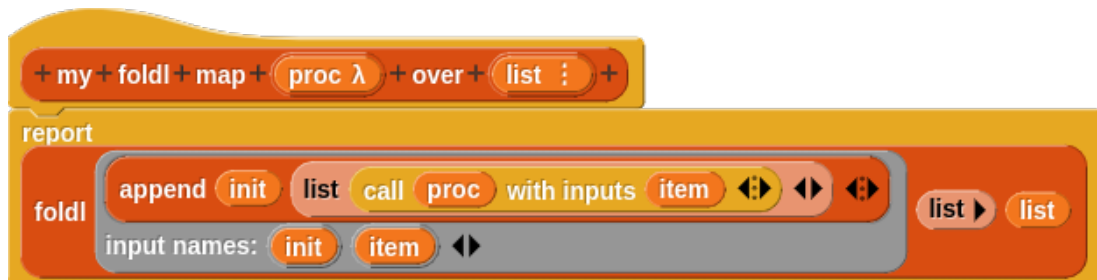 + my + foldl + map + proc λ + over + list ⋮ +
report
foldl append init list call proc with inputs item list list
input names: init item